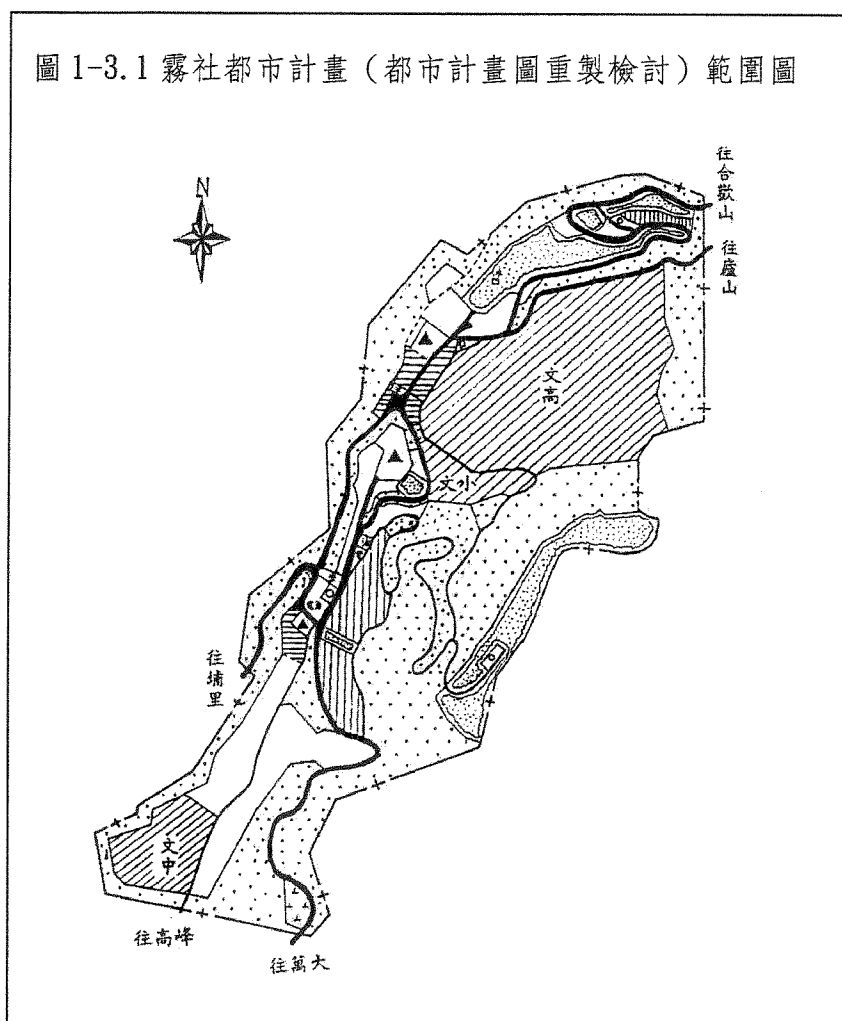 圖 1-3.1 霧社都市計畫（都市計畫圖重製檢討）範圍圖
N
往合歡山
往廬山
文高
文小
往埔里
文中
往高峰
往萬大